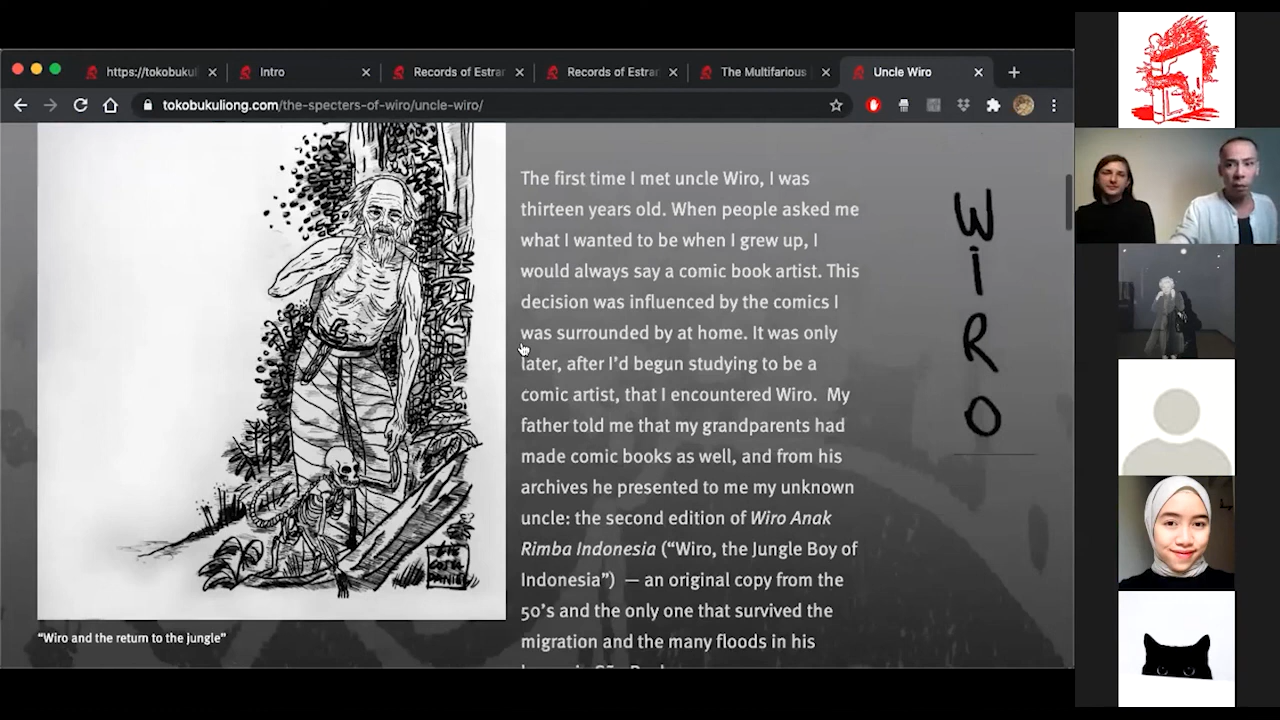 https://tokobukul
Intro
Records of Estran
Records of Estran
The Multifarious
Uncle Wiro
tokobukuliong.com/the-specters-of-wiro/uncle-wiro/
The first time I met uncle Wiro, I was
thirteen years old. When people asked me
what I wanted to be when I grew up, I
would always say a comic book artist. This
decision was influenced by the comics I
was surrounded by at home. It was only
later, after I’d begun studying to be a
comic artist, that I encountered Wiro.  My
father told me that my grandparents had
made comic books as well, and from his
archives he presented to me my unknown
uncle: the second edition of Wiro Anak
Rimba Indonesia (“Wiro, the Jungle Boy of
Indonesia”)  — an original copy from the
50’s and the only one that survived the
migration and the many floods in his
WIRO
“Wiro and the return to the jungle”